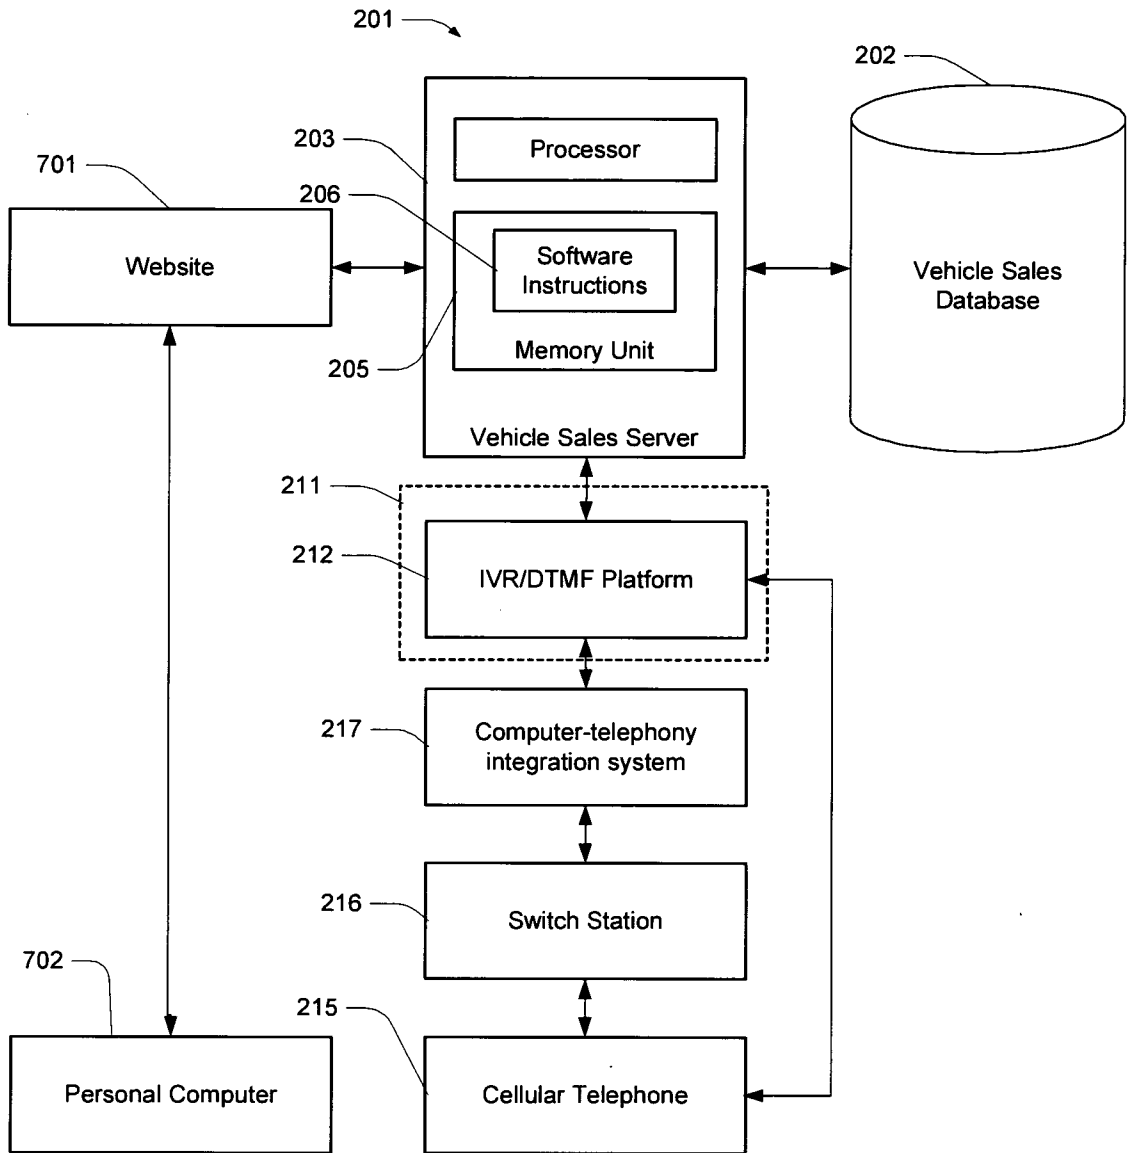 201
202
203
Processor
701
206
Software
Instructions
Website
Vehicle Sales
Database
205
Memory Unit
Vehicle Sales Server
211
212
IVR/DTMF Platform
217
Computer-telephony
integration system
216
Switch Station
702
215
Personal Computer
Cellular Telephone